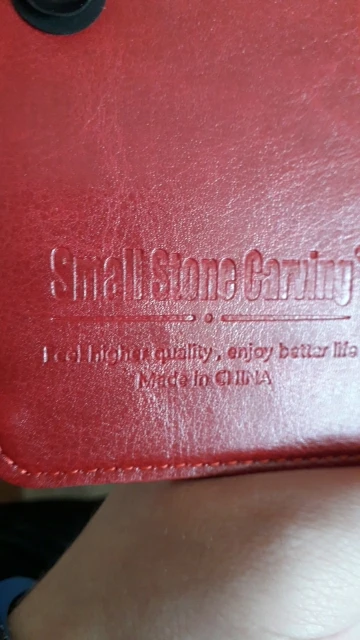 Small Stone Carving
Feel higher quality, enjoy better life
Made in CHINA